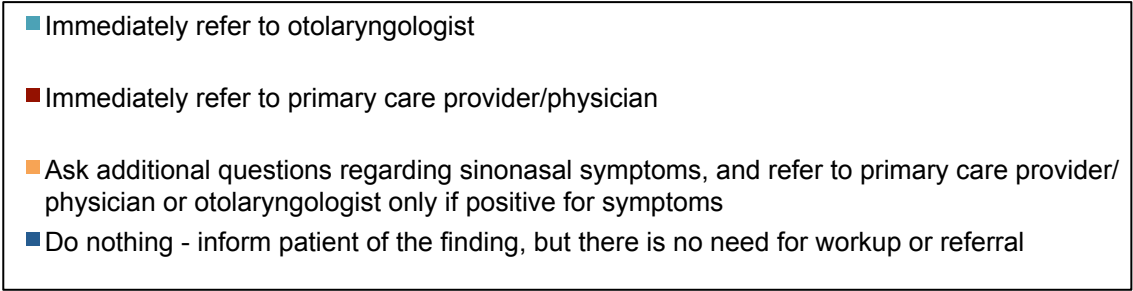 Immediately refer to otolaryngologist
Immediately refer to primary care provider/physician
Ask additional questions regarding sinonasal symptoms, and refer to primary care provider/
physician or otolaryngologist only if positive for symptoms
Do nothing - inform patient of the finding, but there is no need for workup or referral